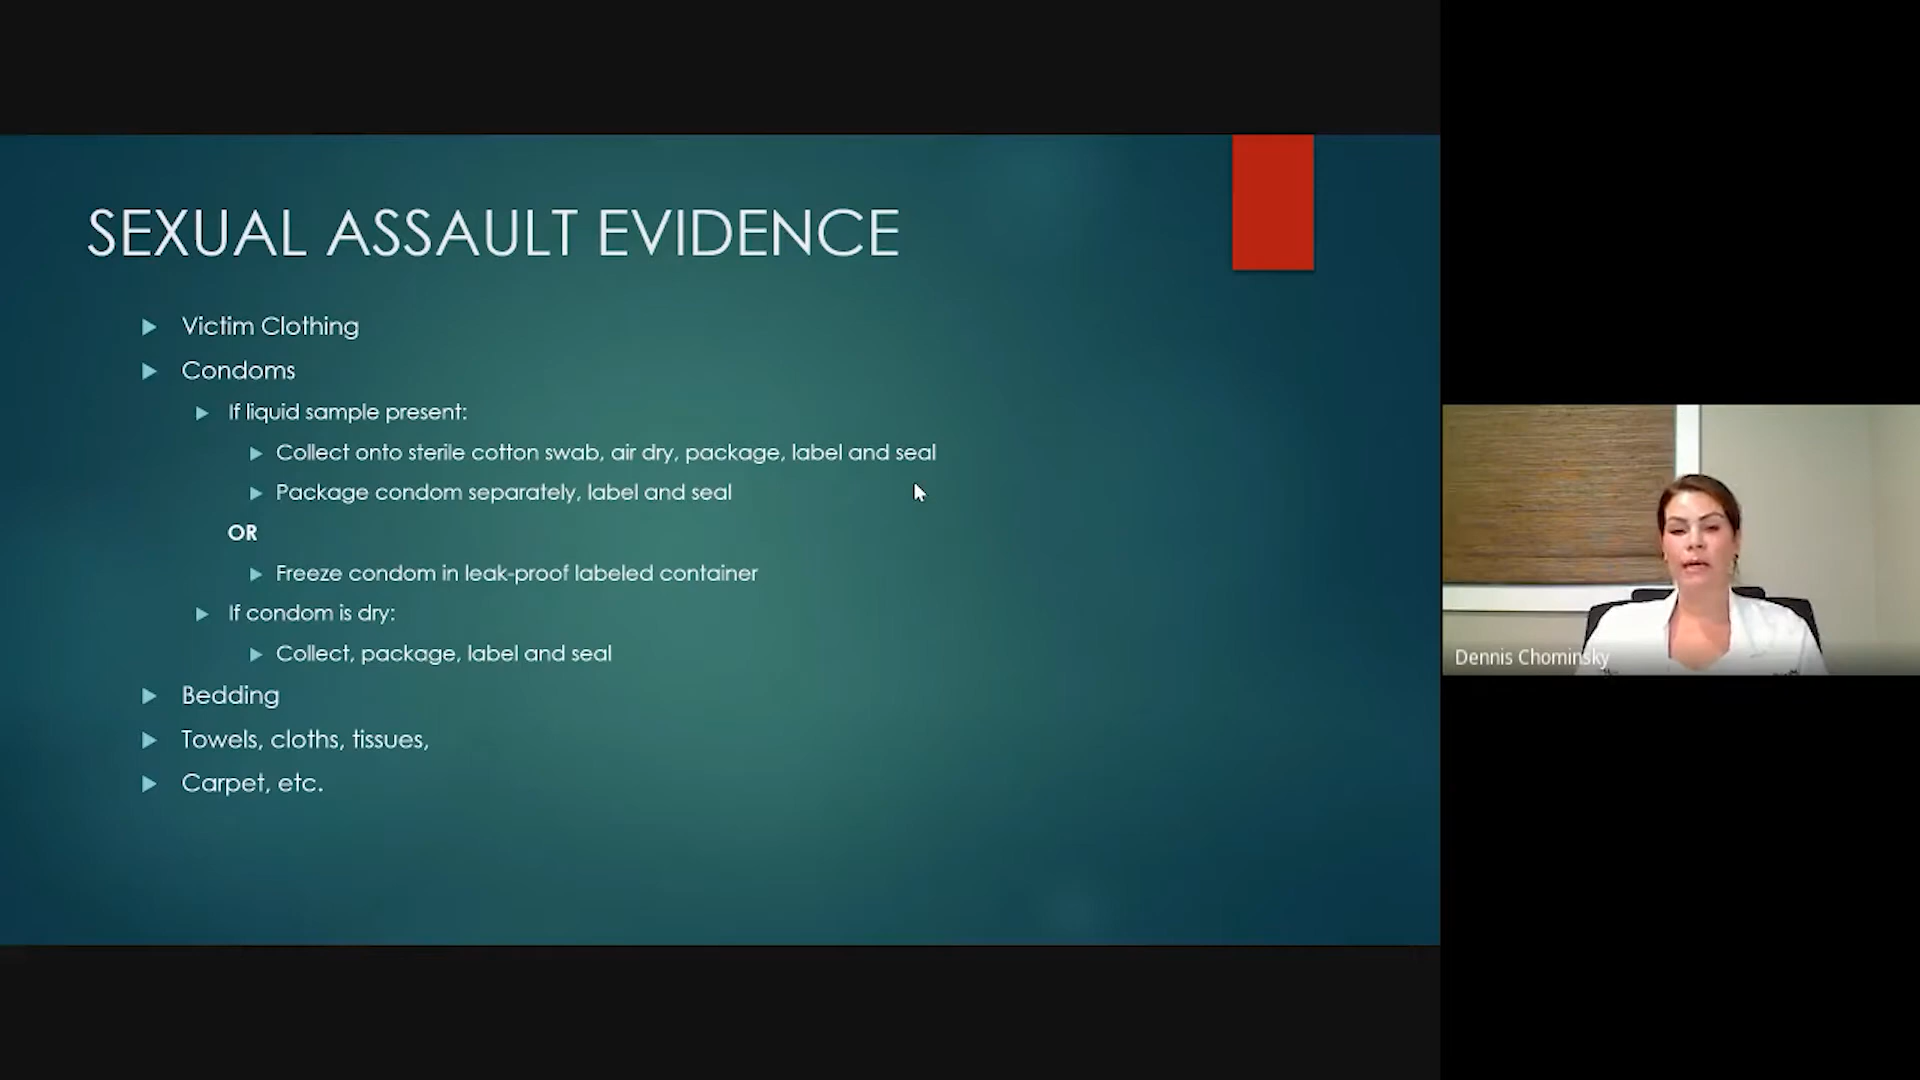 SEXUAL ASSAULT EVIDENCE
Victim Clothing
Condoms
If liquid sample present:
Collect onto sterile cotton swab, air dry, package, label and seal
Package condom separately, label and seal
OR
Freeze condom in leak-proof labeled container
If condom is dry:
Collect, package, label and seal
Bedding
Towels, cloths, tissues,
Carpet, etc.
Dennis Chominsky